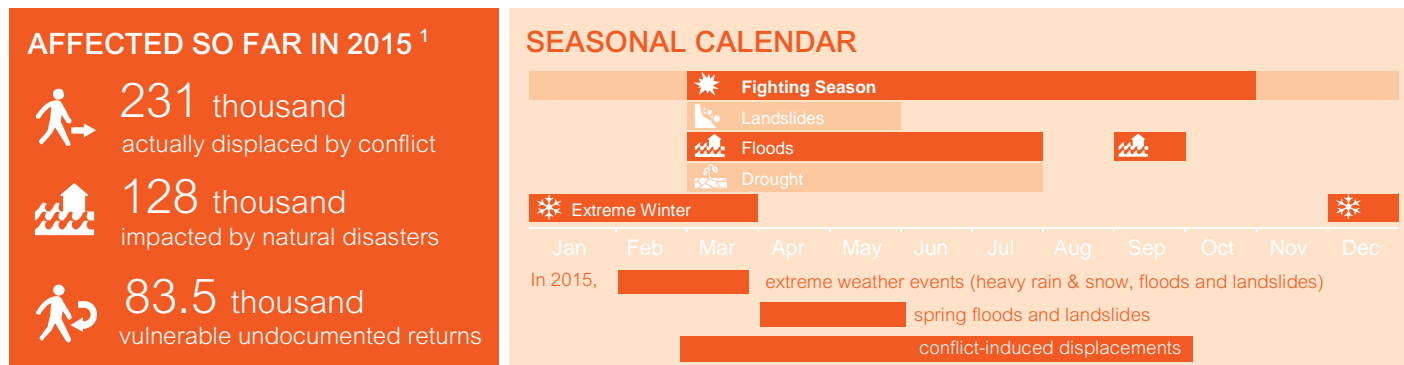 AFFECTED SO FAR IN 2015 1
231 thousand
actually displaced by conflict
128 thousand
impacted by natural disasters
83.5 thousand
vulnerable undocumented returns
SEASONAL CALENDAR
Fighting Season
Landslides
Floods
Drought
Extreme Winter
Jan Feb Mar Apr May Jun Jul Aug Sep Oct Nov Dec
In 2015, extreme weather events (heavy rain & snow, floods and landslides)
spring floods and landslides
conflict-induced displacements